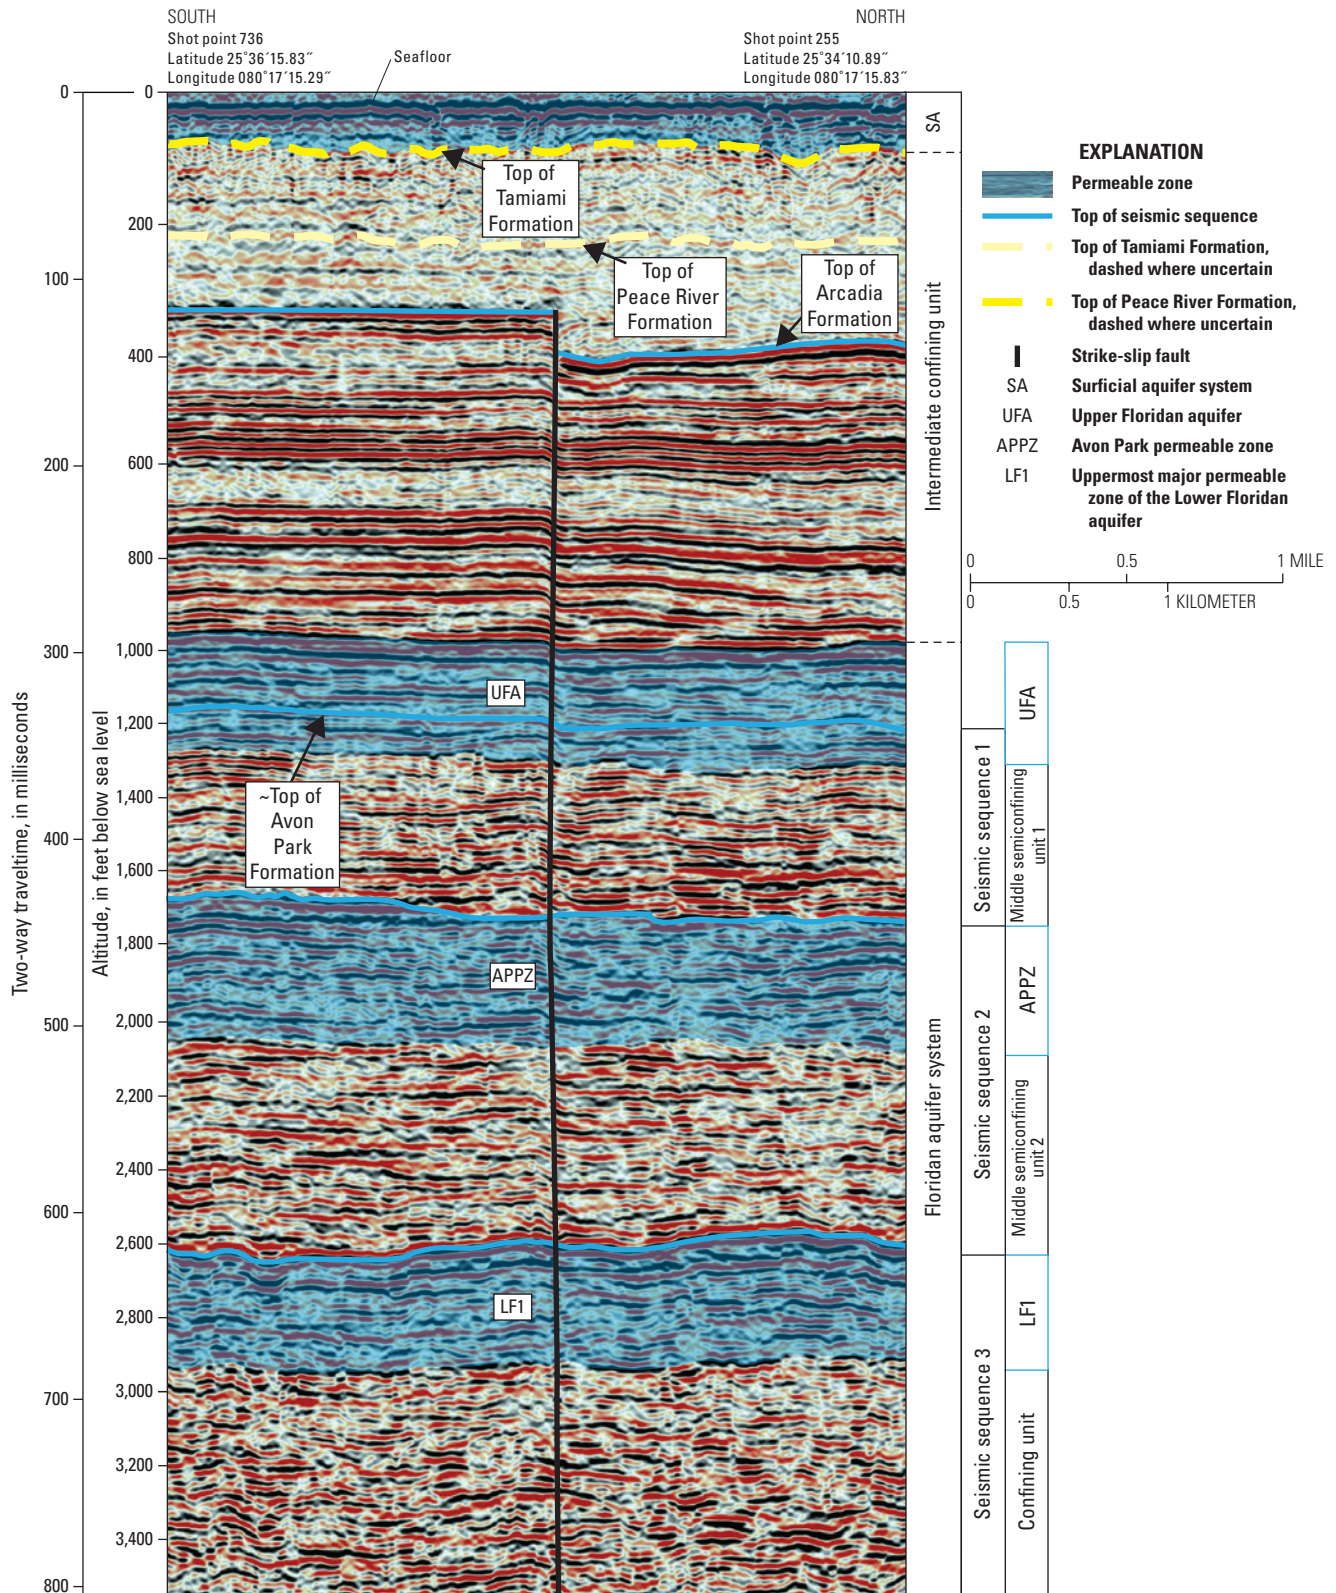 SOUTH
NORTH
Shot point 736
Latitude 25˚36´15.83˝
Longitude 080˚17´15.29˝
Seafloor
Shot point 255
Latitude 25˚34´10.89˝
Longitude 080˚17´15.83˝
Two-way traveltime, in milliseconds
0
100
200
300
400
500
600
700
800
Altitude, in feet below sea level
0
200
400
600
800
1,000
1,200
1,400
1,600
1,800
2,000
2,200
2,400
2,600
2,800
3,000
3,200
3,400
Top of
Tamiami
Formation
Top of
Peace River
Formation
Top of
Arcadia
Formation
UFA
~Top of
Avon
Park
Formation
APPZ
LF1
SA
Intermediate confining unit
Floridan aquifer system
Seismic sequence 1
Seismic sequence 2
Seismic sequence 3
UFA
Middle semiconfining
unit 1
APPZ
Middle semiconfining
unit 2
LF1
Confining unit
EXPLANATION
Permeable zone
Top of seismic sequence
Top of Tamiami Formation,
dashed where uncertain
Top of Peace River Formation,
dashed where uncertain
Strike-slip fault
SA Surficial aquifer system
UFA Upper Floridan aquifer
APPZ Avon Park permeable zone
LF1 Uppermost major permeable
zone of the Lower Floridan
aquifer
0 0.5 1 MILE
0 0.5 1 KILOMETER